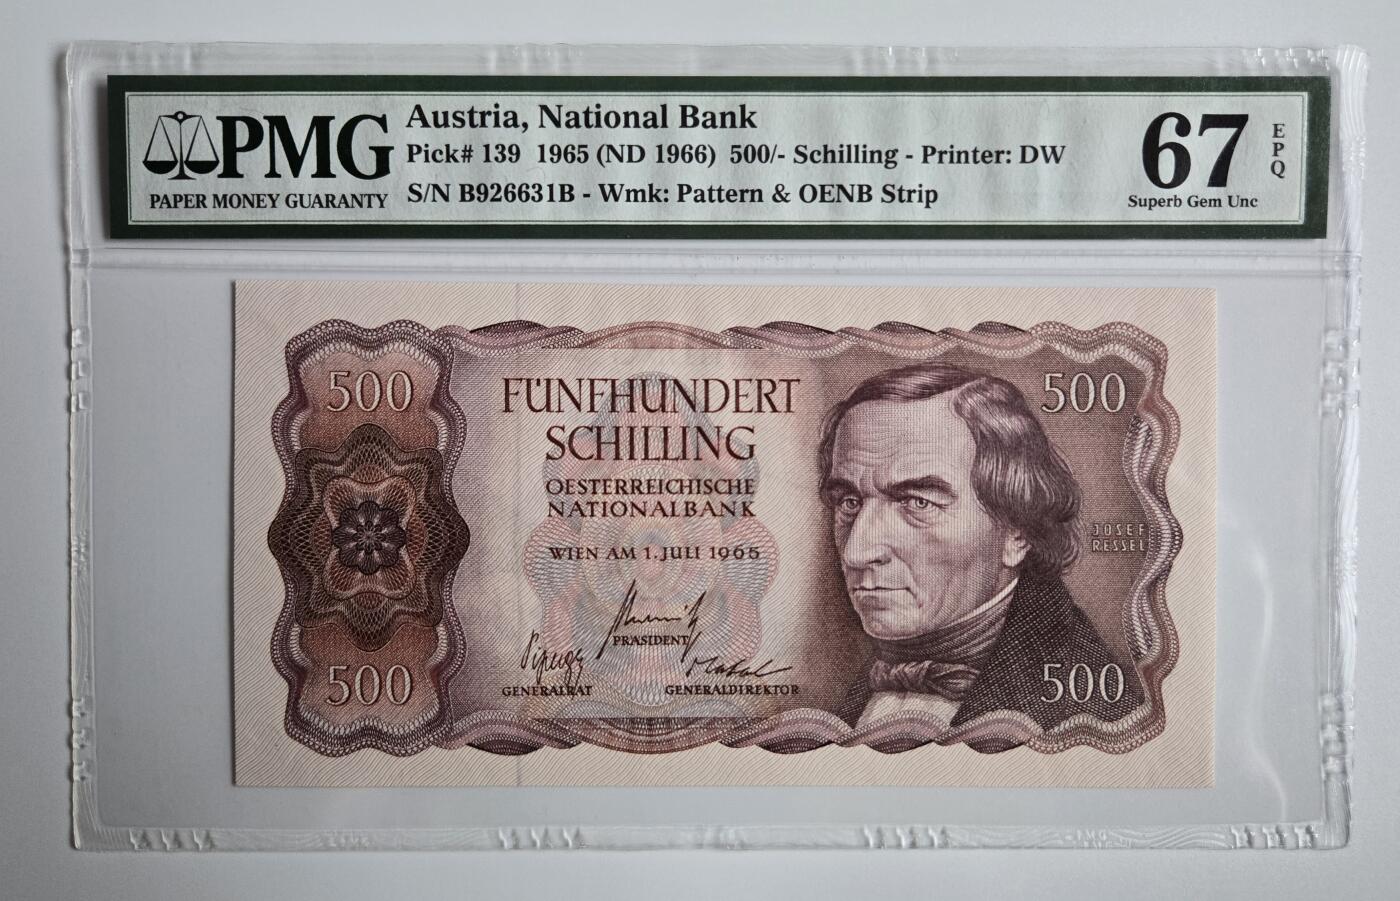 PMG
PAPER MONEY GUARANTY
Austria, National Bank
Pick# 139 1965 (ND 1966) 500/- Schilling - Printer: DW
S/N B926631B - Wmk: Pattern & OENB Strip
67
EPQ
Superb Gem Unc
500
500
FÜNFHUNDERT
SCHILLING
OESTERREICHISCHE
NATIONALBANK
WIEN AM 1. JULI 1965
JOSEF
RESSEL
PRÄSIDENT
GENERALRAT
GENERALDIREKTOR
500
500